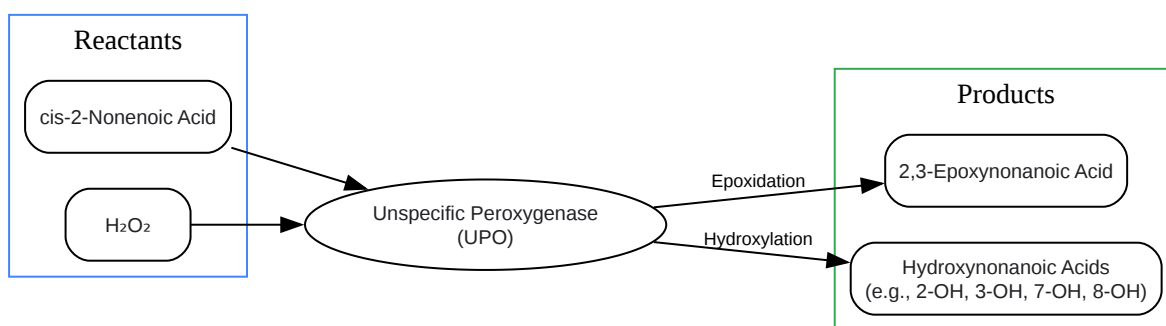 Reactants
cis-2-Nonenoic Acid
H₂O₂
Unspecific Peroxygenase
(UPO)
Epoxidation
Hydroxylation
Products
2,3-Epoxynonanoic Acid
Hydroxynonanoic Acids
(e.g., 2-OH, 3-OH, 7-OH, 8-OH)